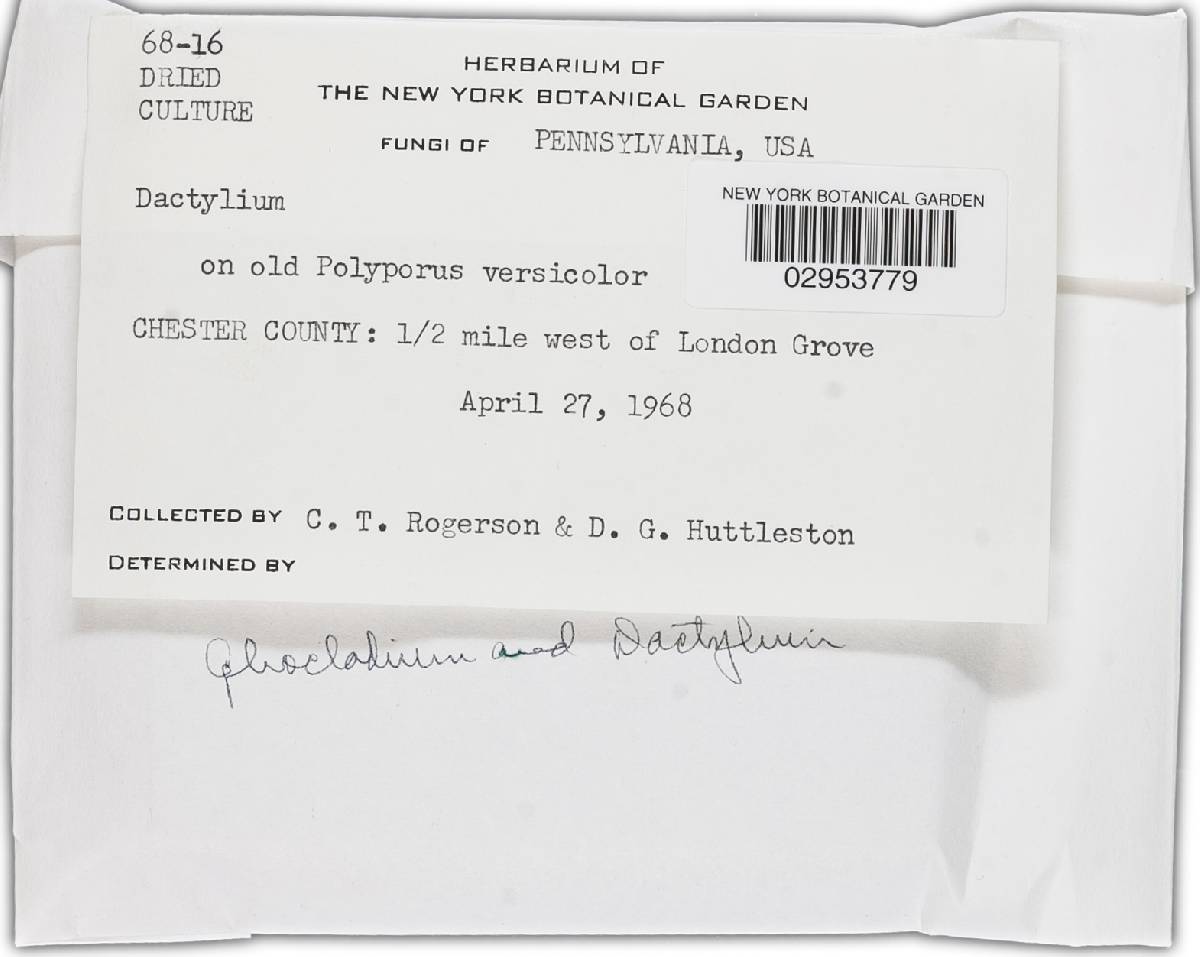 68-16
DRIED
CULTURE
HERBARIUM OF
THE NEW YORK BOTANICAL GARDEN
FUNGI OF PENNSYLVANIA, USA
NEW YORK BOTANICAL GARDEN
02953779
Dactylium
on old Polyporus versicolor
CHESTER COUNTY: 1/2 mile west of London Grove
April 27, 1968
COLLECTED BY C. T. Rogerson & D. G. Huttleston
DETERMINED BY
and Dactylium